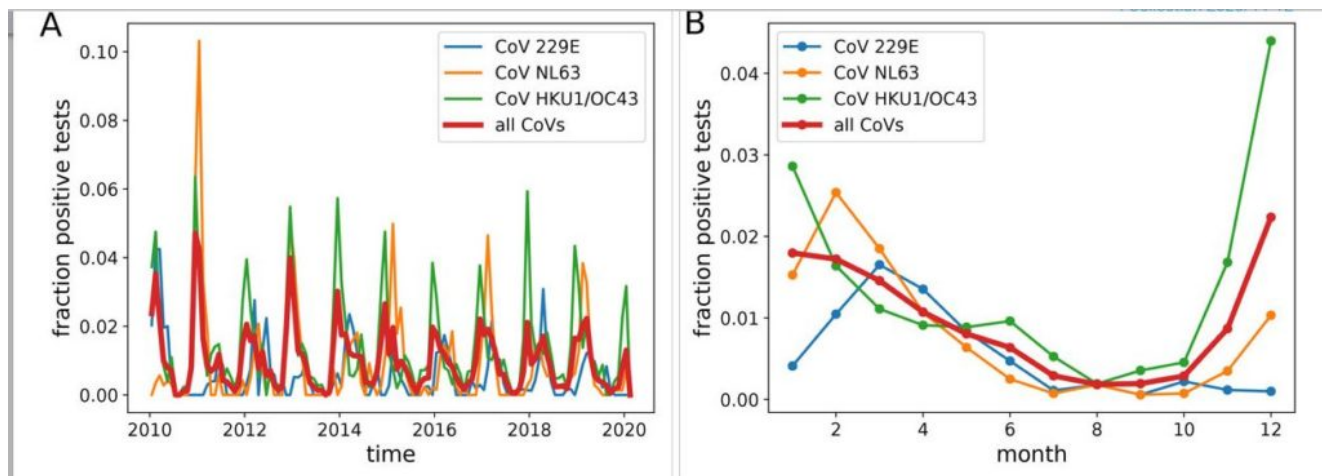 A
fraction positive tests
0.10
0.08
0.06
0.04
0.02
0.00
CoV 229E
CoV NL63
CoV HKU1/OC43
all CoVs
2010 2012 2014 2016 2018 2020
time
B
fraction positive tests
0.04
0.03
0.02
0.01
0.00
CoV 229E
CoV NL63
CoV HKU1/OC43
all CoVs
2 4 6 8 10 12
month